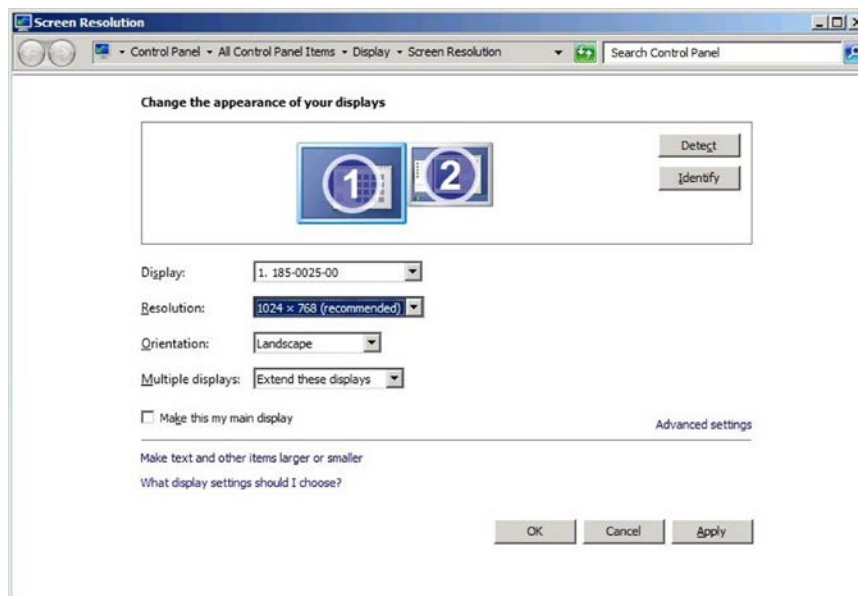 Screen Resolution
Control Panel All Control Panel Items Display Screen Resolution Search Control Panel
Change the appearance of your displays
1 2
Detect
Identify
Display: 1. 185-0025-00
Resolution: 1024 × 768 (recommended)
Orientation: Landscape
Multiple displays: Extend these displays
Make this my main display
Advanced settings
Make text and other items larger or smaller
What display settings should I choose?
OK Cancel Apply